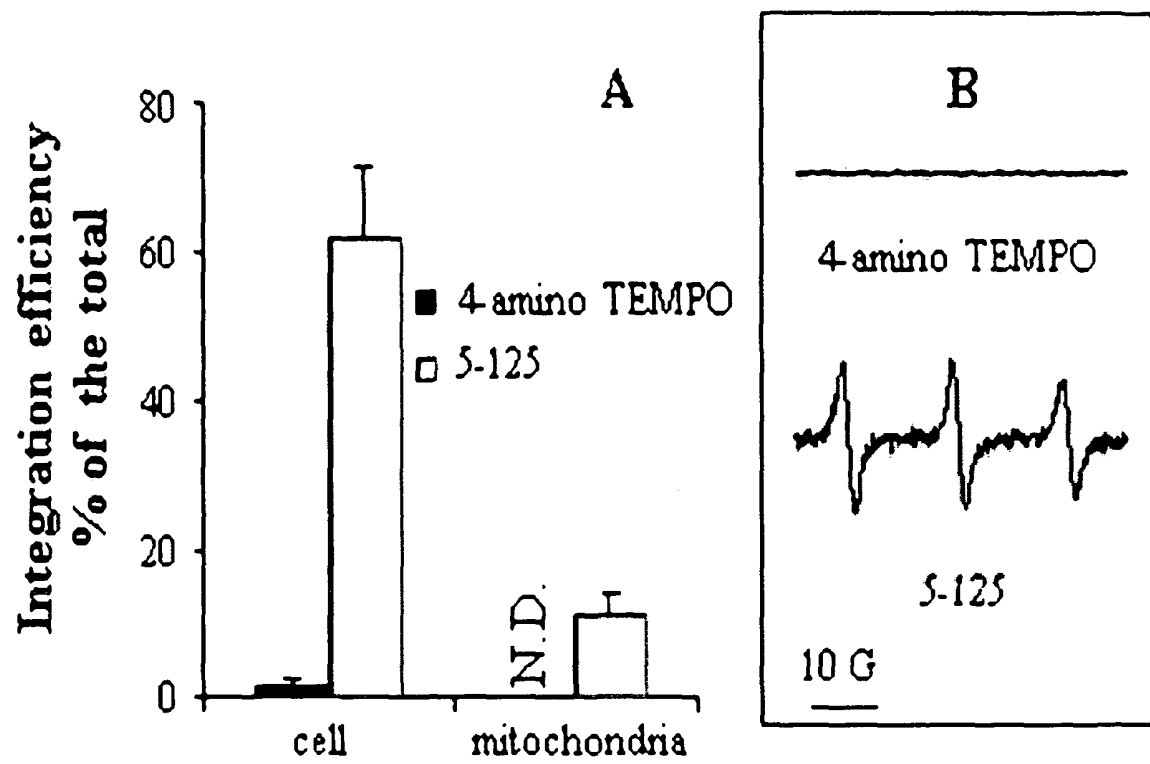 Integration efficiency
% of the total
80
60
40
20
0
A
4-amino TEMPO
5-125
N.D.
cell
mitochondria
B
4-amino TEMPO
5-125
10 G